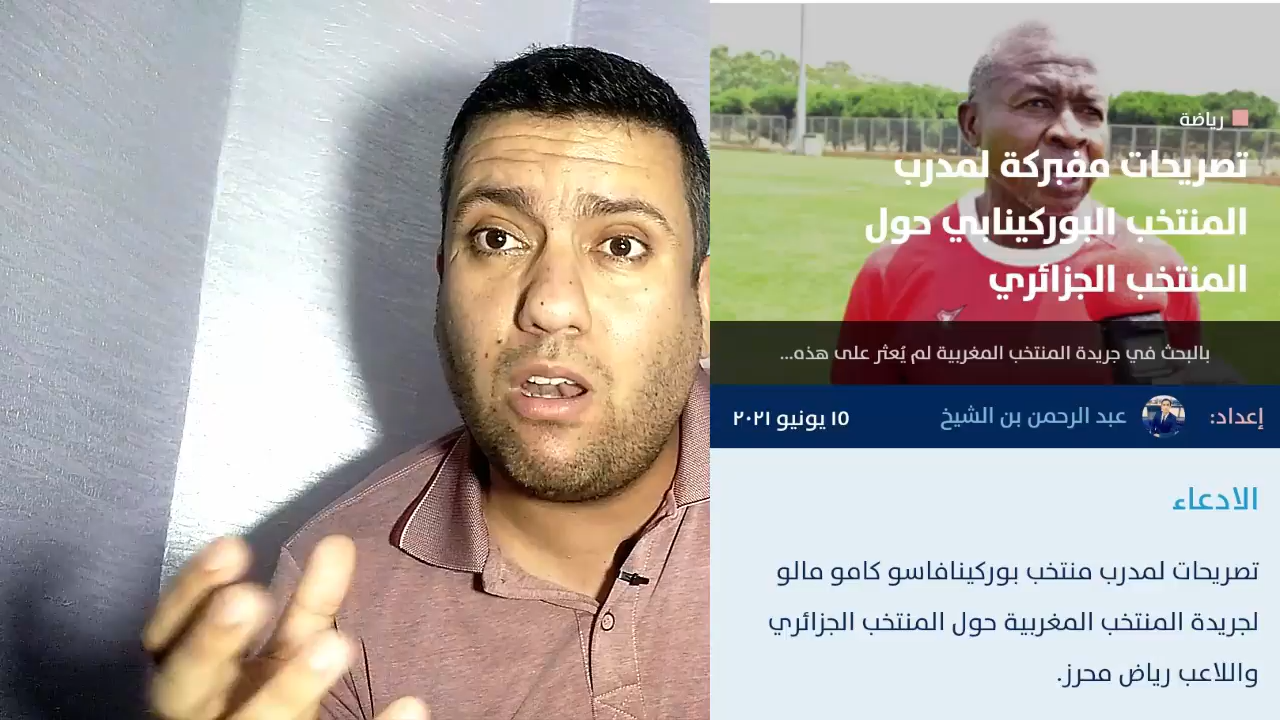 رياضة
تصريحات مفبركة لمدرب
المنتخب البوركينابي حول
المنتخب الجزائري
بالبحث في جريدة المنتخب المغربية لم يُعثر على هذه...
إعداد: عبد الرحمن بن الشيخ ١٥ يونيو ٢٠٢١
الادعاء
تصريحات لمدرب منتخب بوركينافاسو كامو مالو
لجريدة المنتخب المغربية حول المنتخب الجزائري
واللاعب رياض محرز.